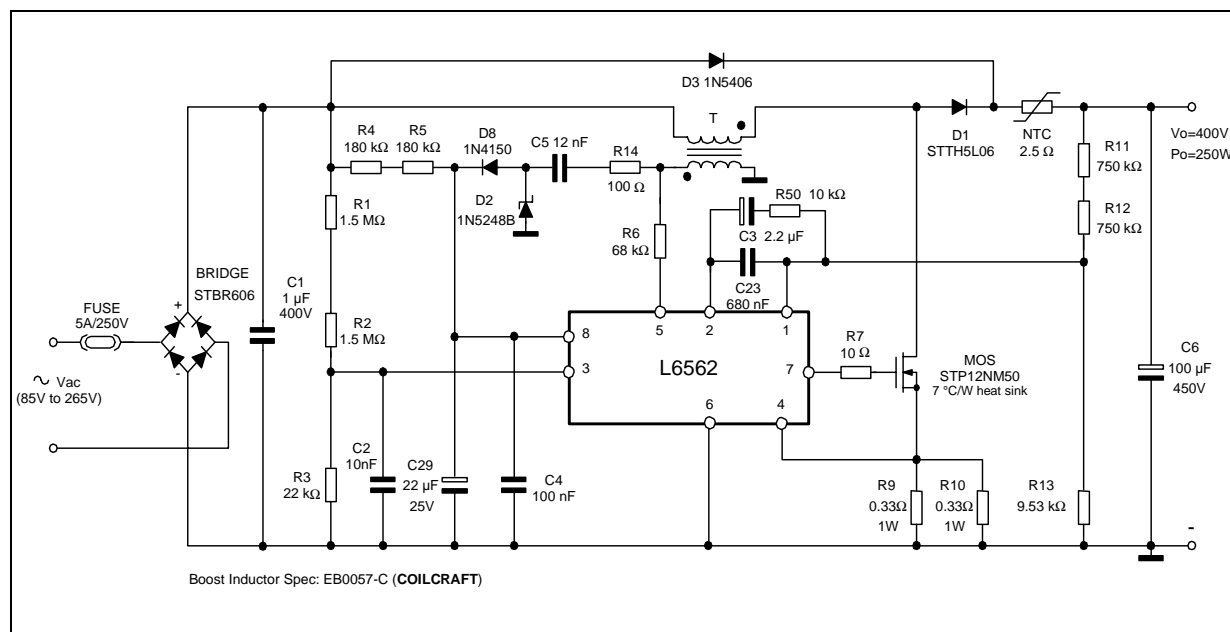 D3 1N5406
T
R4
180 kΩ
R5
180 kΩ
D8
1N4150
C5 12 nF
R14
100 Ω
D1
STTH5L06
NTC
2.5 Ω
Vo=400V
Po=250W
R11
750 kΩ
R12
750 kΩ
D2
1N5248B
R1
1.5 MΩ
R50 10 kΩ
C3 2.2 µF
R6
68 kΩ
C23
680 nF
BRIDGE
STBR606
+
-
FUSE
5A/250V
C1
1 µF
400V
R2
1.5 MΩ
Vac
(85V to 265V)
5
2
1
8
3
L6562
7
6
4
R7
10 Ω
MOS
STP12NM50
7 °C/W heat sink
C6
100 µF
450V
R3
22 kΩ
C2
10nF
C29
22 µF
25V
C4
100 nF
R9
0.33Ω
1W
R10
0.33Ω
1W
R13
9.53 kΩ
-
Boost Inductor Spec: EB0057-C (COILCRAFT)